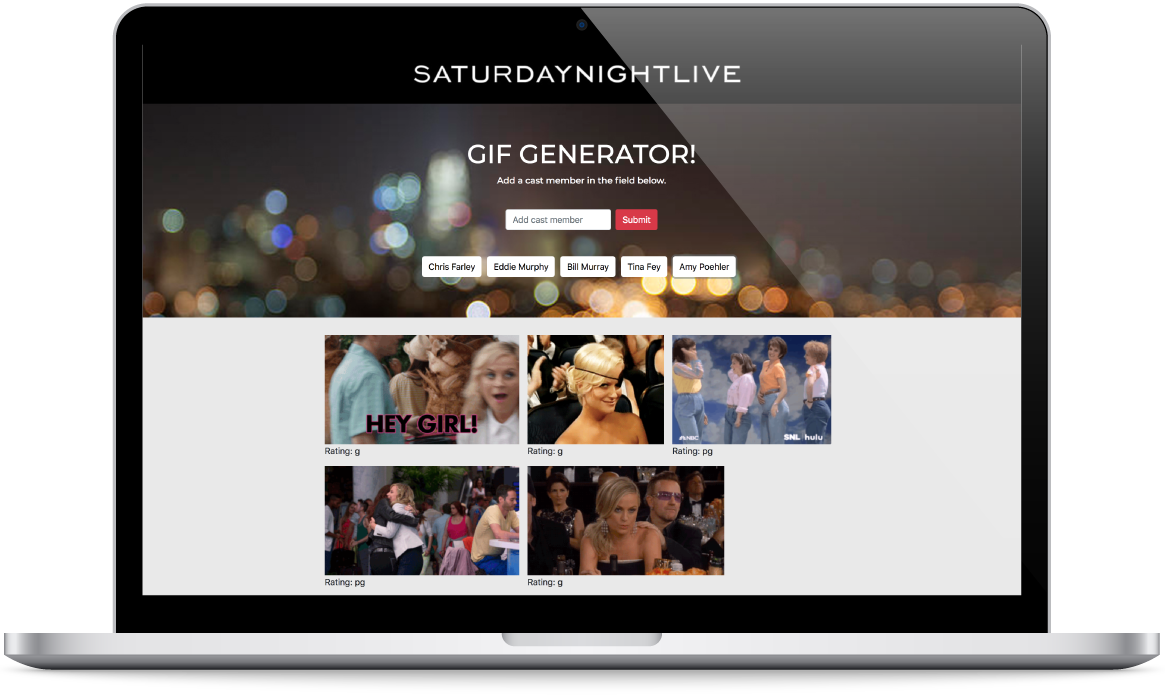 SATURDAYNIGHTLIVE
GIF GENERATOR!
Add a cast member in the field below.
Add cast member Submit
Chris Farley Eddie Murphy Bill Murray Tina Fey Amy Poehler
HEY GIRL!
NBC SNL hulu
Rating: g Rating: g Rating: pg
Rating: pg Rating: g